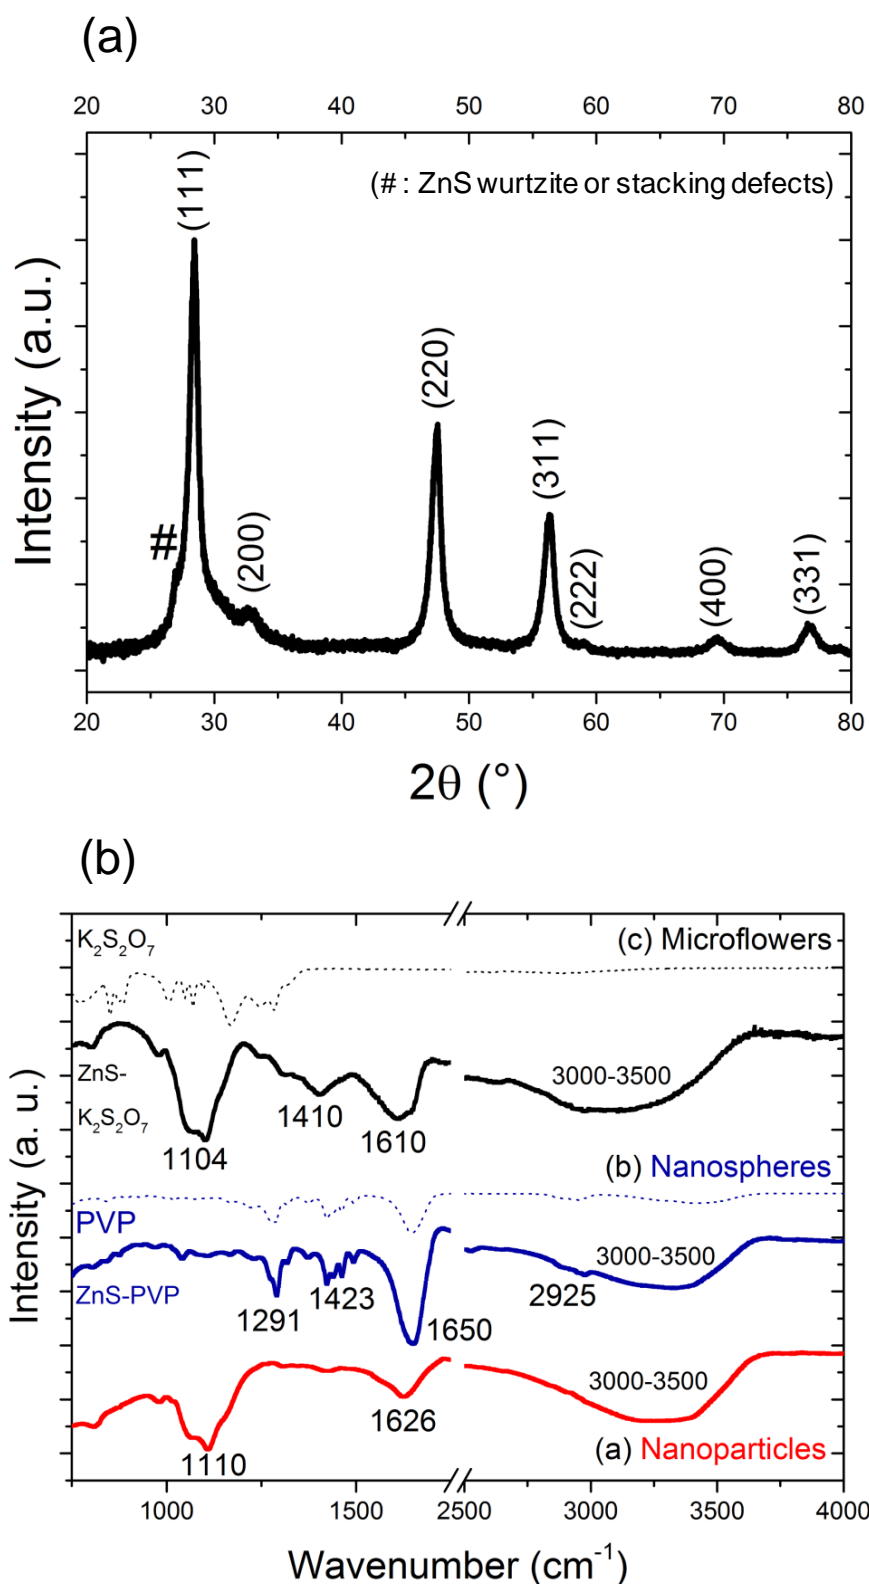 (a)
20 30 40 50 60 70 80
(# : ZnS wurtzite or stacking defects)
(111)
(220)
(311)
#
(200)
(222)
(400)
(331)
Intensity (a.u.)
20 30 40 50 60 70 80
2θ (°)
(b)
K₂S₂O₇
(c) Microflowers
ZnS-
K₂S₂O₇
3000-3500
1104
1410
1610
(b) Nanospheres
PVP
ZnS-PVP
3000-3500
1291
1423
2925
1650
3000-3500
1626
1110
(a) Nanoparticles
Intensity (a. u.)
1000 1500 2500 3000 3500 4000
Wavenumber (cm⁻¹)